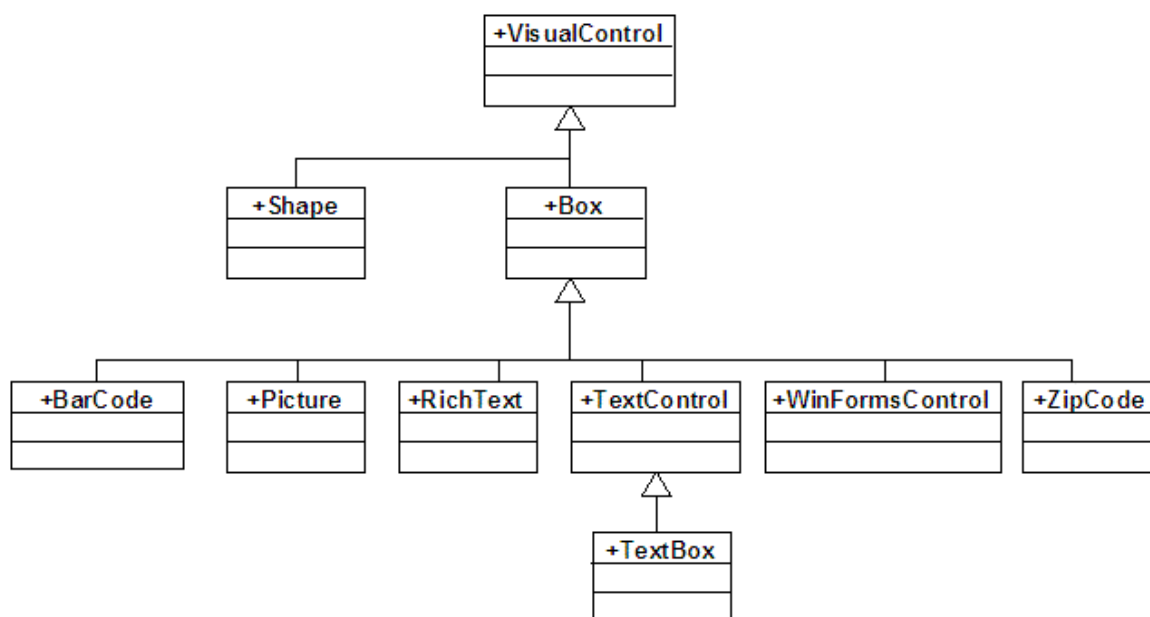 +VisualControl
+Shape
+Box
+BarCode
+Picture
+RichText
+TextControl
+WinFormsControl
+ZipCode
+TextBox